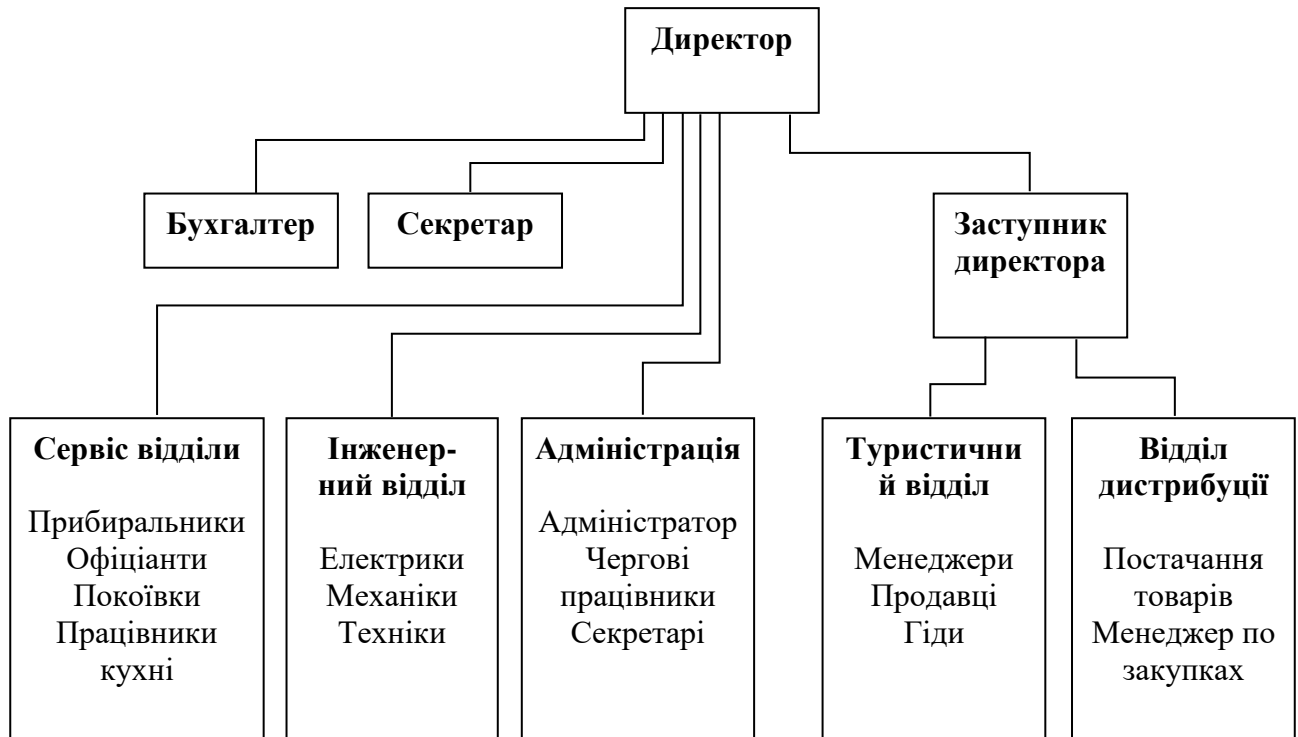 Директор
Бухгалтер
Секретар
Заступник
директора
Сервіс відділи
Прибиральники
Офіціанти
Покоївки
Працівники
кухні
Інженер-
ний відділ
Електрики
Механіки
Техніки
Адміністрація
Адміністратор
Чергові
працівники
Секретарі
Туристични
й відділ
Менеджери
Продавці
Гіди
Відділ
дистрибуції
Постачання
товарів
Менеджер по
закупках